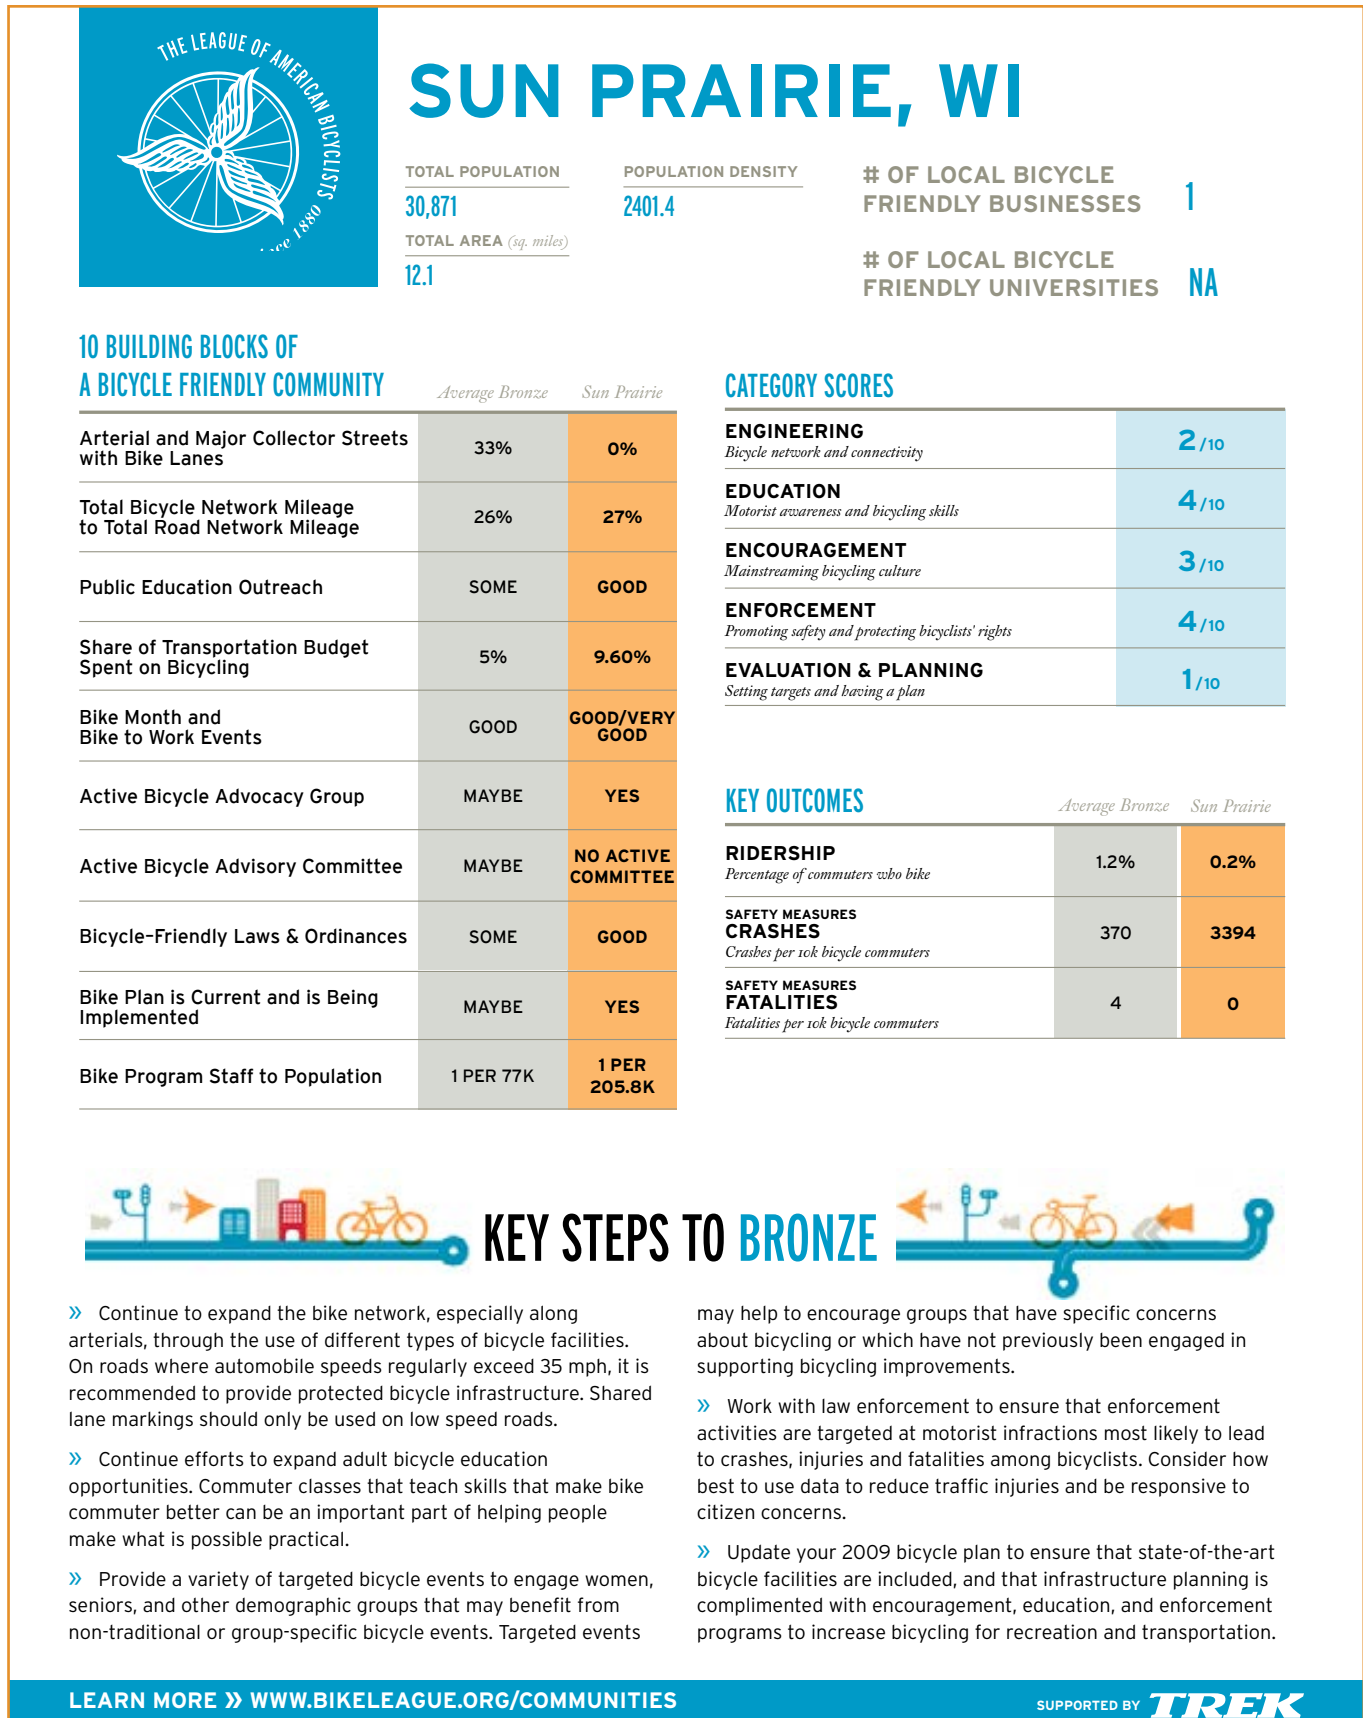 THE LEAGUE OF AMERICAN BICYCLISTS
1880
SUN PRAIRIE, WI
TOTAL POPULATION
30,871
TOTAL AREA (sq. miles)
12.1
POPULATION DENSITY
2401.4
# OF LOCAL BICYCLE
FRIENDLY BUSINESSES 1
# OF LOCAL BICYCLE
FRIENDLY UNIVERSITIES NA
10 BUILDING BLOCKS OF
A BICYCLE FRIENDLY COMMUNITY Average Bronze Sun Prairie
Arterial and Major Collector Streets
with Bike Lanes 33% 0%
Total Bicycle Network Mileage
to Total Road Network Mileage 26% 27%
Public Education Outreach SOME GOOD
Share of Transportation Budget
Spent on Bicycling 5% 9.60%
Bike Month and
Bike to Work Events GOOD GOOD/VERY
GOOD
Active Bicycle Advocacy Group MAYBE YES
Active Bicycle Advisory Committee MAYBE NO ACTIVE
COMMITTEE
Bicycle–Friendly Laws & Ordinances SOME GOOD
Bike Plan is Current and is Being
Implemented MAYBE YES
Bike Program Staff to Population 1 PER 77K 1 PER
205.8K
CATEGORY SCORES
ENGINEERING
Bicycle network and connectivity 2/10
EDUCATION
Motorist awareness and bicycling skills 4/10
ENCOURAGEMENT
Mainstreaming bicycling culture 3/10
ENFORCEMENT
Promoting safety and protecting bicyclists' rights 4/10
EVALUATION & PLANNING
Setting targets and having a plan 1/10
KEY OUTCOMES Average Bronze Sun Prairie
RIDERSHIP
Percentage of commuters who bike 1.2% 0.2%
SAFETY MEASURES
CRASHES
Crashes per 10k bicycle commuters 370 3394
SAFETY MEASURES
FATALITIES
Fatalities per 10k bicycle commuters 4 0
KEY STEPS TO BRONZE
» Continue to expand the bike network, especially along
arterials, through the use of different types of bicycle facilities.
On roads where automobile speeds regularly exceed 35 mph, it is
recommended to provide protected bicycle infrastructure. Shared
lane markings should only be used on low speed roads.
» Continue efforts to expand adult bicycle education
opportunities. Commuter classes that teach skills that make bike
commuter better can be an important part of helping people
make what is possible practical.
» Provide a variety of targeted bicycle events to engage women,
seniors, and other demographic groups that may benefit from
non-traditional or group-specific bicycle events. Targeted events
may help to encourage groups that have specific concerns
about bicycling or which have not previously been engaged in
supporting bicycling improvements.
» Work with law enforcement to ensure that enforcement
activities are targeted at motorist infractions most likely to lead
to crashes, injuries and fatalities among bicyclists. Consider how
best to use data to reduce traffic injuries and be responsive to
citizen concerns.
» Update your 2009 bicycle plan to ensure that state-of-the-art
bicycle facilities are included, and that infrastructure planning is
complimented with encouragement, education, and enforcement
programs to increase bicycling for recreation and transportation.
LEARN MORE » WWW.BIKELEAGUE.ORG/COMMUNITIES
SUPPORTED BY TREK